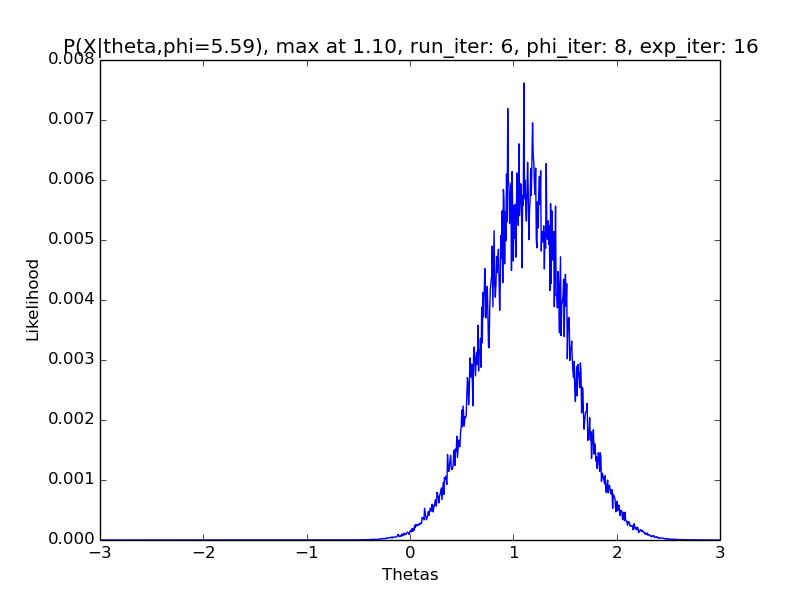 P(X|theta,phi=5.59), max at 1.10, run_iter: 6, phi_iter: 8, exp_iter: 16
0.008
0.007
0.006
0.005
0.004
0.003
0.002
0.001
0.000
Likelihood
−3 −2 −1 0 1 2 3
Thetas